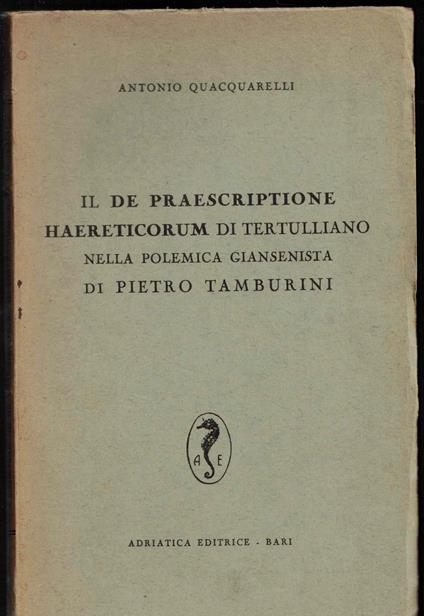 ANTONIO QUACQUARELLI
IL DE PRAESCRIPTIONE
HAERETICORUM DI TERTULLIANO
NELLA POLEMICA GIANSENISTA
DI PIETRO TAMBURINI
A E
ADRIATICA EDITRICE - BARI